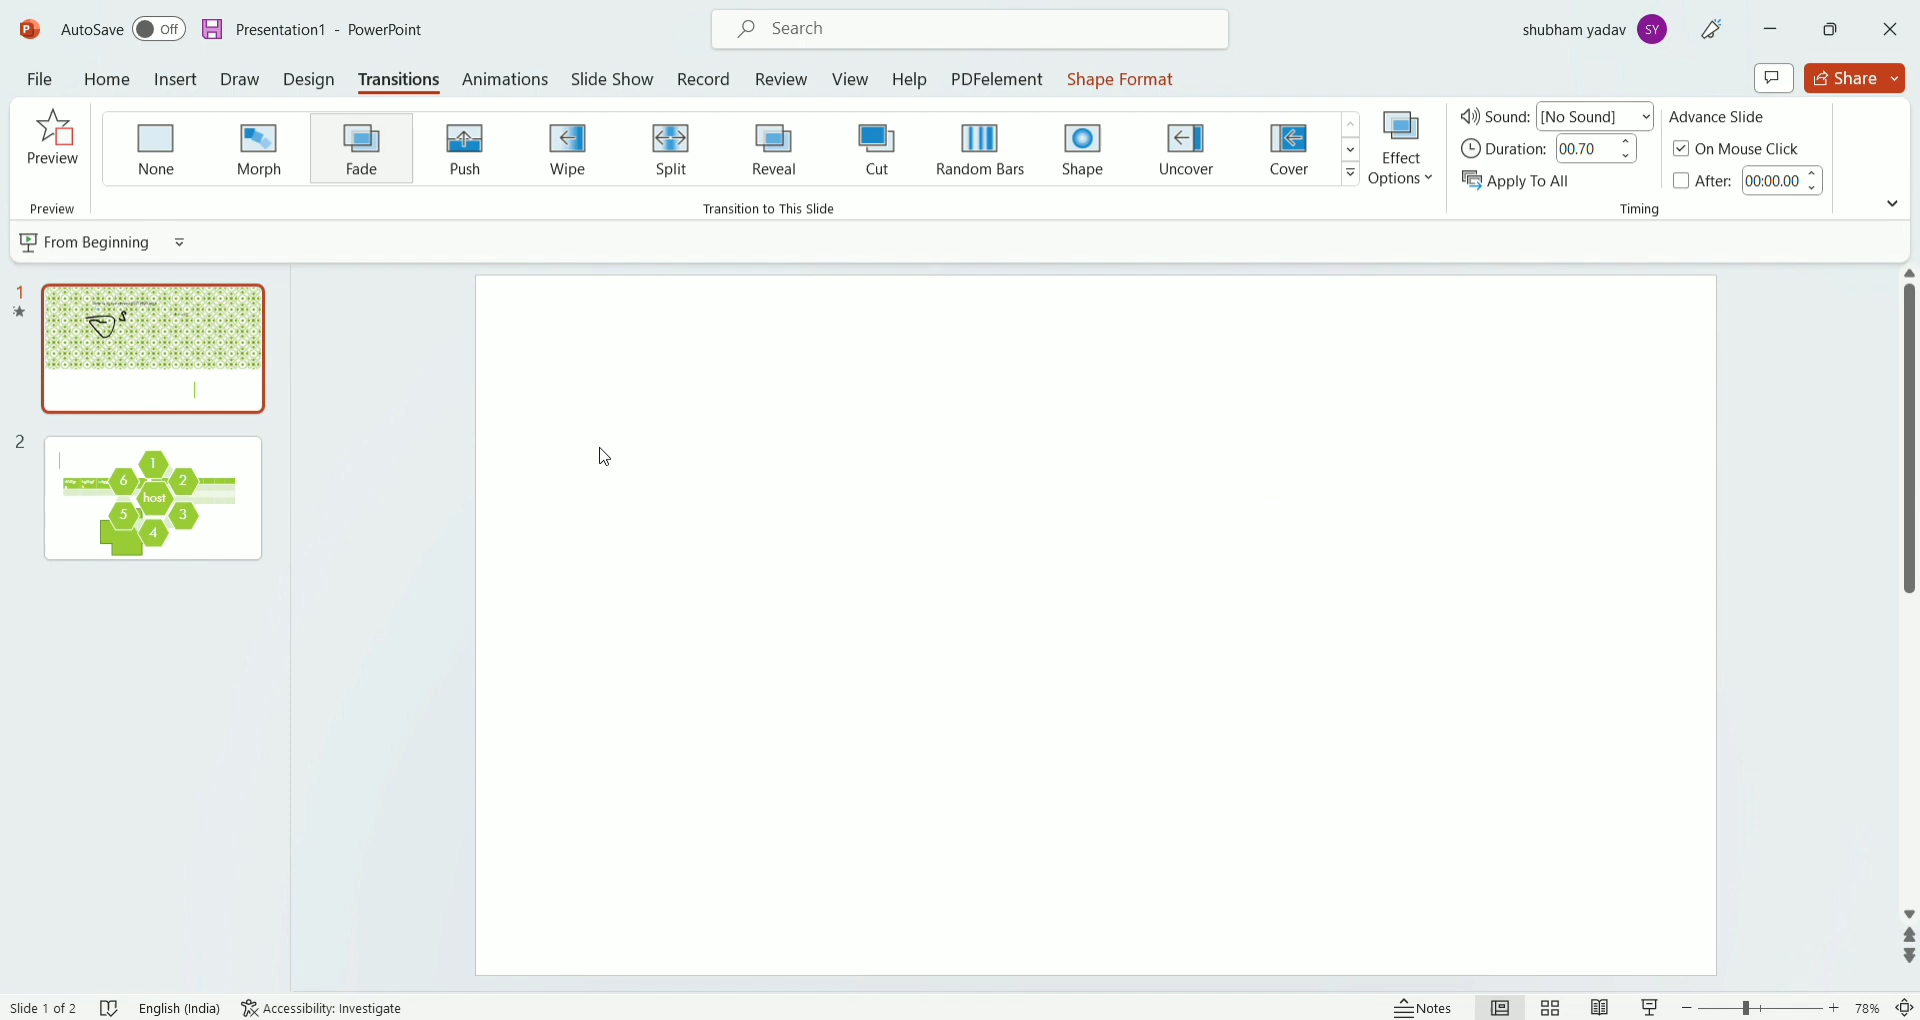 AutoSave Off Presentation1 - PowerPoint Search shubham yadav SY
File Home Insert Draw Design Transitions Animations Slide Show Record Review View Help PDFelement Shape Format Share
Preview None Morph Fade Push Wipe Split Reveal Cut Random Bars Shape Uncover Cover Effect Options
Sound: [No Sound] Advance Slide
Duration: 00.70 On Mouse Click
Apply To All After: 00:00.00
Preview Transition to This Slide Timing
From Beginning
1
S
2
1
6 2
host
5 3
4
Slide 1 of 2 English (India) Accessibility: Investigate Notes 78%